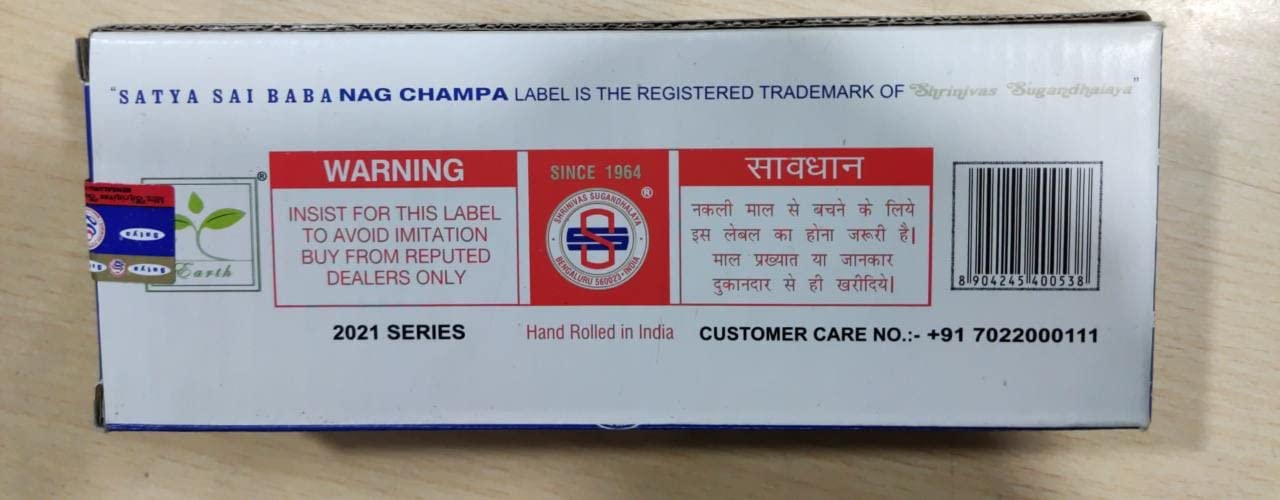 "SATYA SAI BABA NAG CHAMPA LABEL IS THE REGISTERED TRADEMARK OF Shrinivas Sugandhalaya"
WARNING
INSIST FOR THIS LABEL
TO AVOID IMITATION
BUY FROM REPUTED
DEALERS ONLY
SINCE 1964
®
SHRINIVAS SUGANDHALAYA
BENGALURU 560023 • INDIA
सावधान
नकली माल से बचने के लिये
इस लेबल का होना जरूरी है|
माल प्रख्यात या जानकार
दुकानदार से ही खरीदिये|
8 904245 400538
®
Earth
BENGALURU
Satya
Satya
2021 SERIES
Hand Rolled in India
CUSTOMER CARE NO.:- +91 7022000111